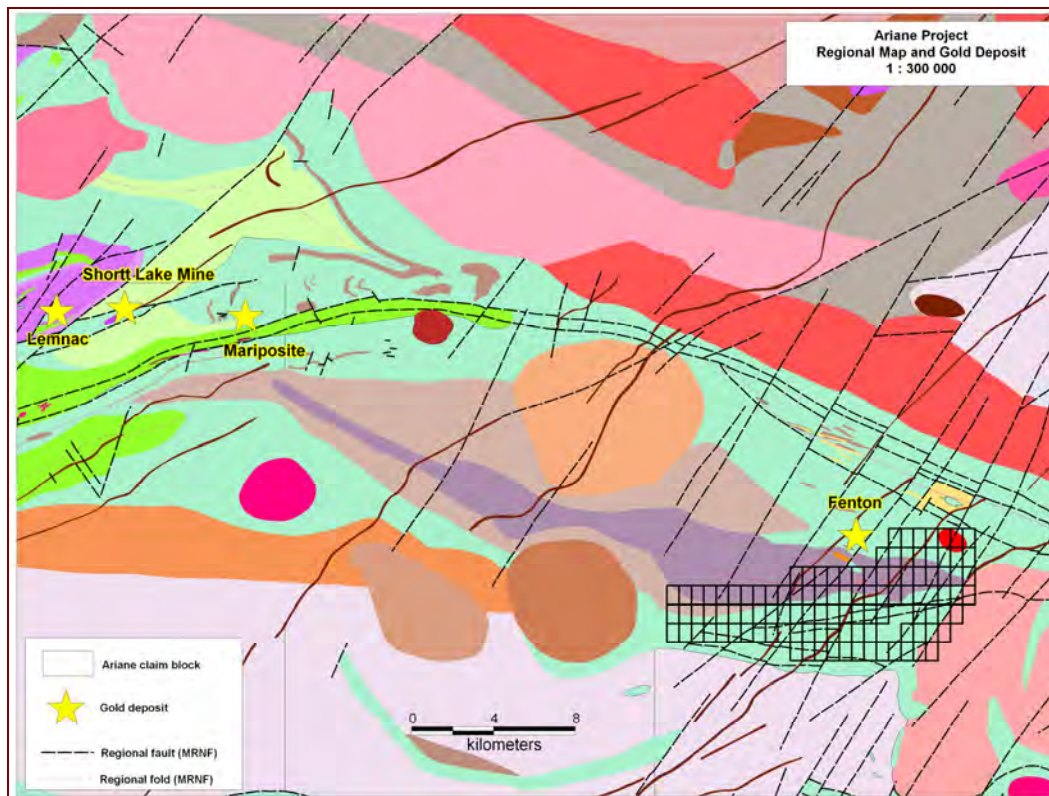 Ariane Project
Regional Map and Gold Deposit
1 : 300 000
Shortt Lake Mine
Lemnac
Mariposite
Fenton
Ariane claim block
Gold deposit
Regional fault (MRNF)
Regional fold (MRNF)
0 4 8
kilometers